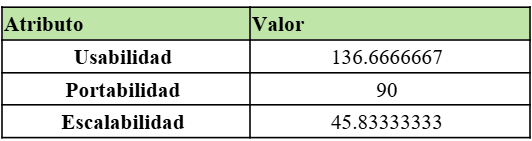 Atributo Valor
Usabilidad 136.6666667
Portabilidad 90
Escalabilidad 45.83333333